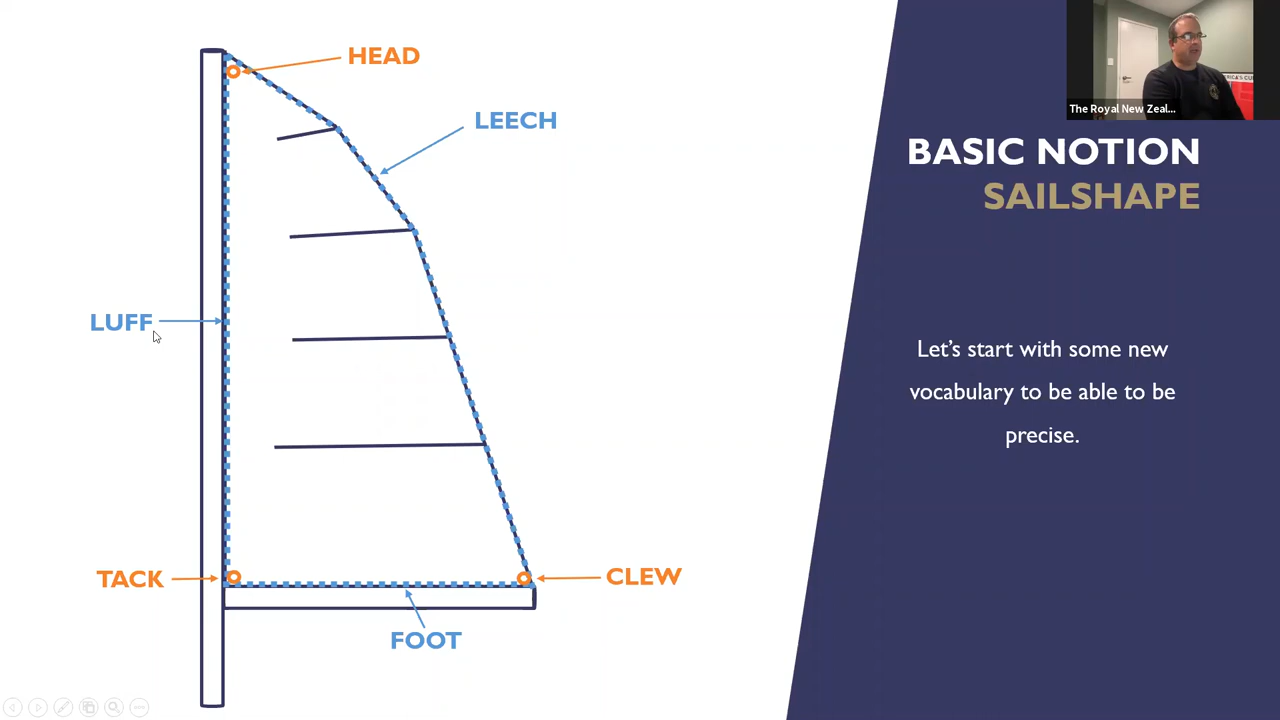 HEAD
LEECH
LUFF
TACK
CLEW
FOOT
The Royal New Zeal...
BASIC NOTION
SAILSHAPE
Let's start with some new
vocabulary to be able to be
precise.